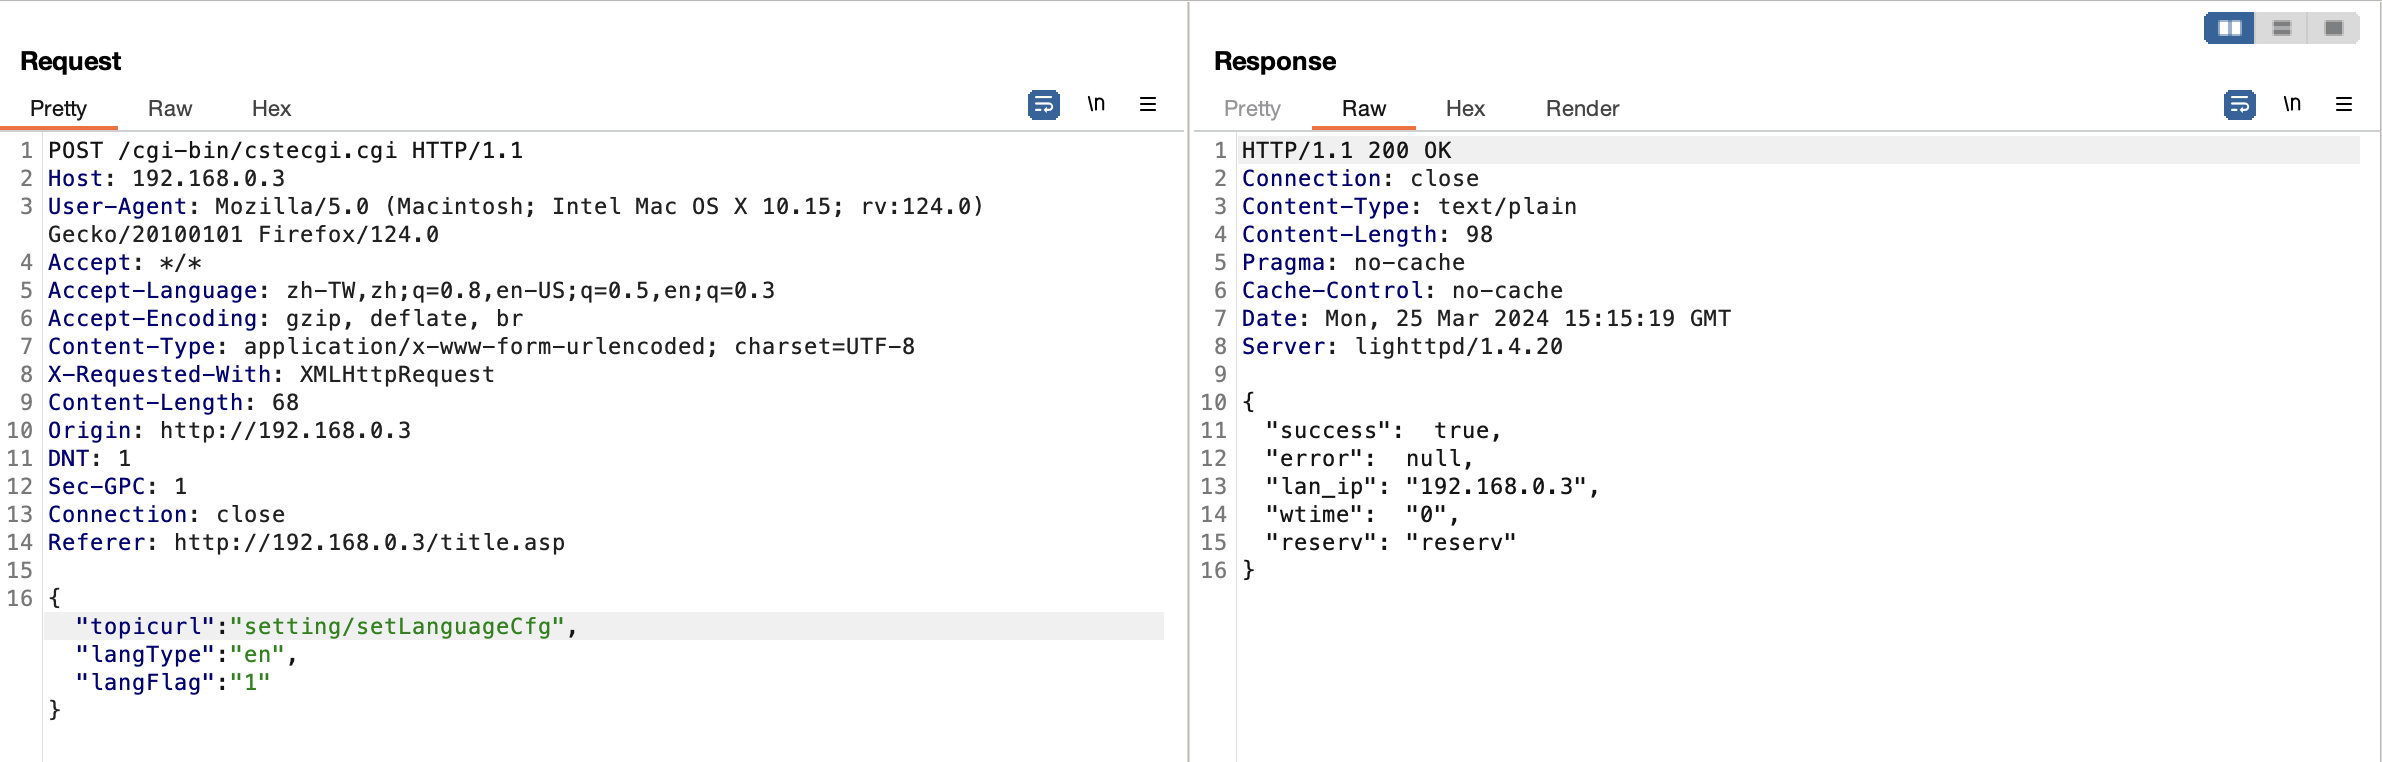 Request
Pretty Raw Hex \n
1 POST /cgi-bin/cstecgi.cgi HTTP/1.1
2 Host: 192.168.0.3
3 User-Agent: Mozilla/5.0 (Macintosh; Intel Mac OS X 10.15; rv:124.0)
Gecko/20100101 Firefox/124.0
4 Accept: */*
5 Accept-Language: zh-TW,zh;q=0.8,en-US;q=0.5,en;q=0.3
6 Accept-Encoding: gzip, deflate, br
7 Content-Type: application/x-www-form-urlencoded; charset=UTF-8
8 X-Requested-With: XMLHttpRequest
9 Content-Length: 68
10 Origin: http://192.168.0.3
11 DNT: 1
12 Sec-GPC: 1
13 Connection: close
14 Referer: http://192.168.0.3/title.asp
15
16 {
"topicurl":"setting/setLanguageCfg",
"langType":"en",
"langFlag":"1"
}
Response
Pretty Raw Hex Render \n
1 HTTP/1.1 200 OK
2 Connection: close
3 Content-Type: text/plain
4 Content-Length: 98
5 Pragma: no-cache
6 Cache-Control: no-cache
7 Date: Mon, 25 Mar 2024 15:15:19 GMT
8 Server: lighttpd/1.4.20
9
10 {
11 "success":  true,
12 "error":  null,
13 "lan_ip": "192.168.0.3",
14 "wtime":  "0",
15 "reserv": "reserv"
16 }